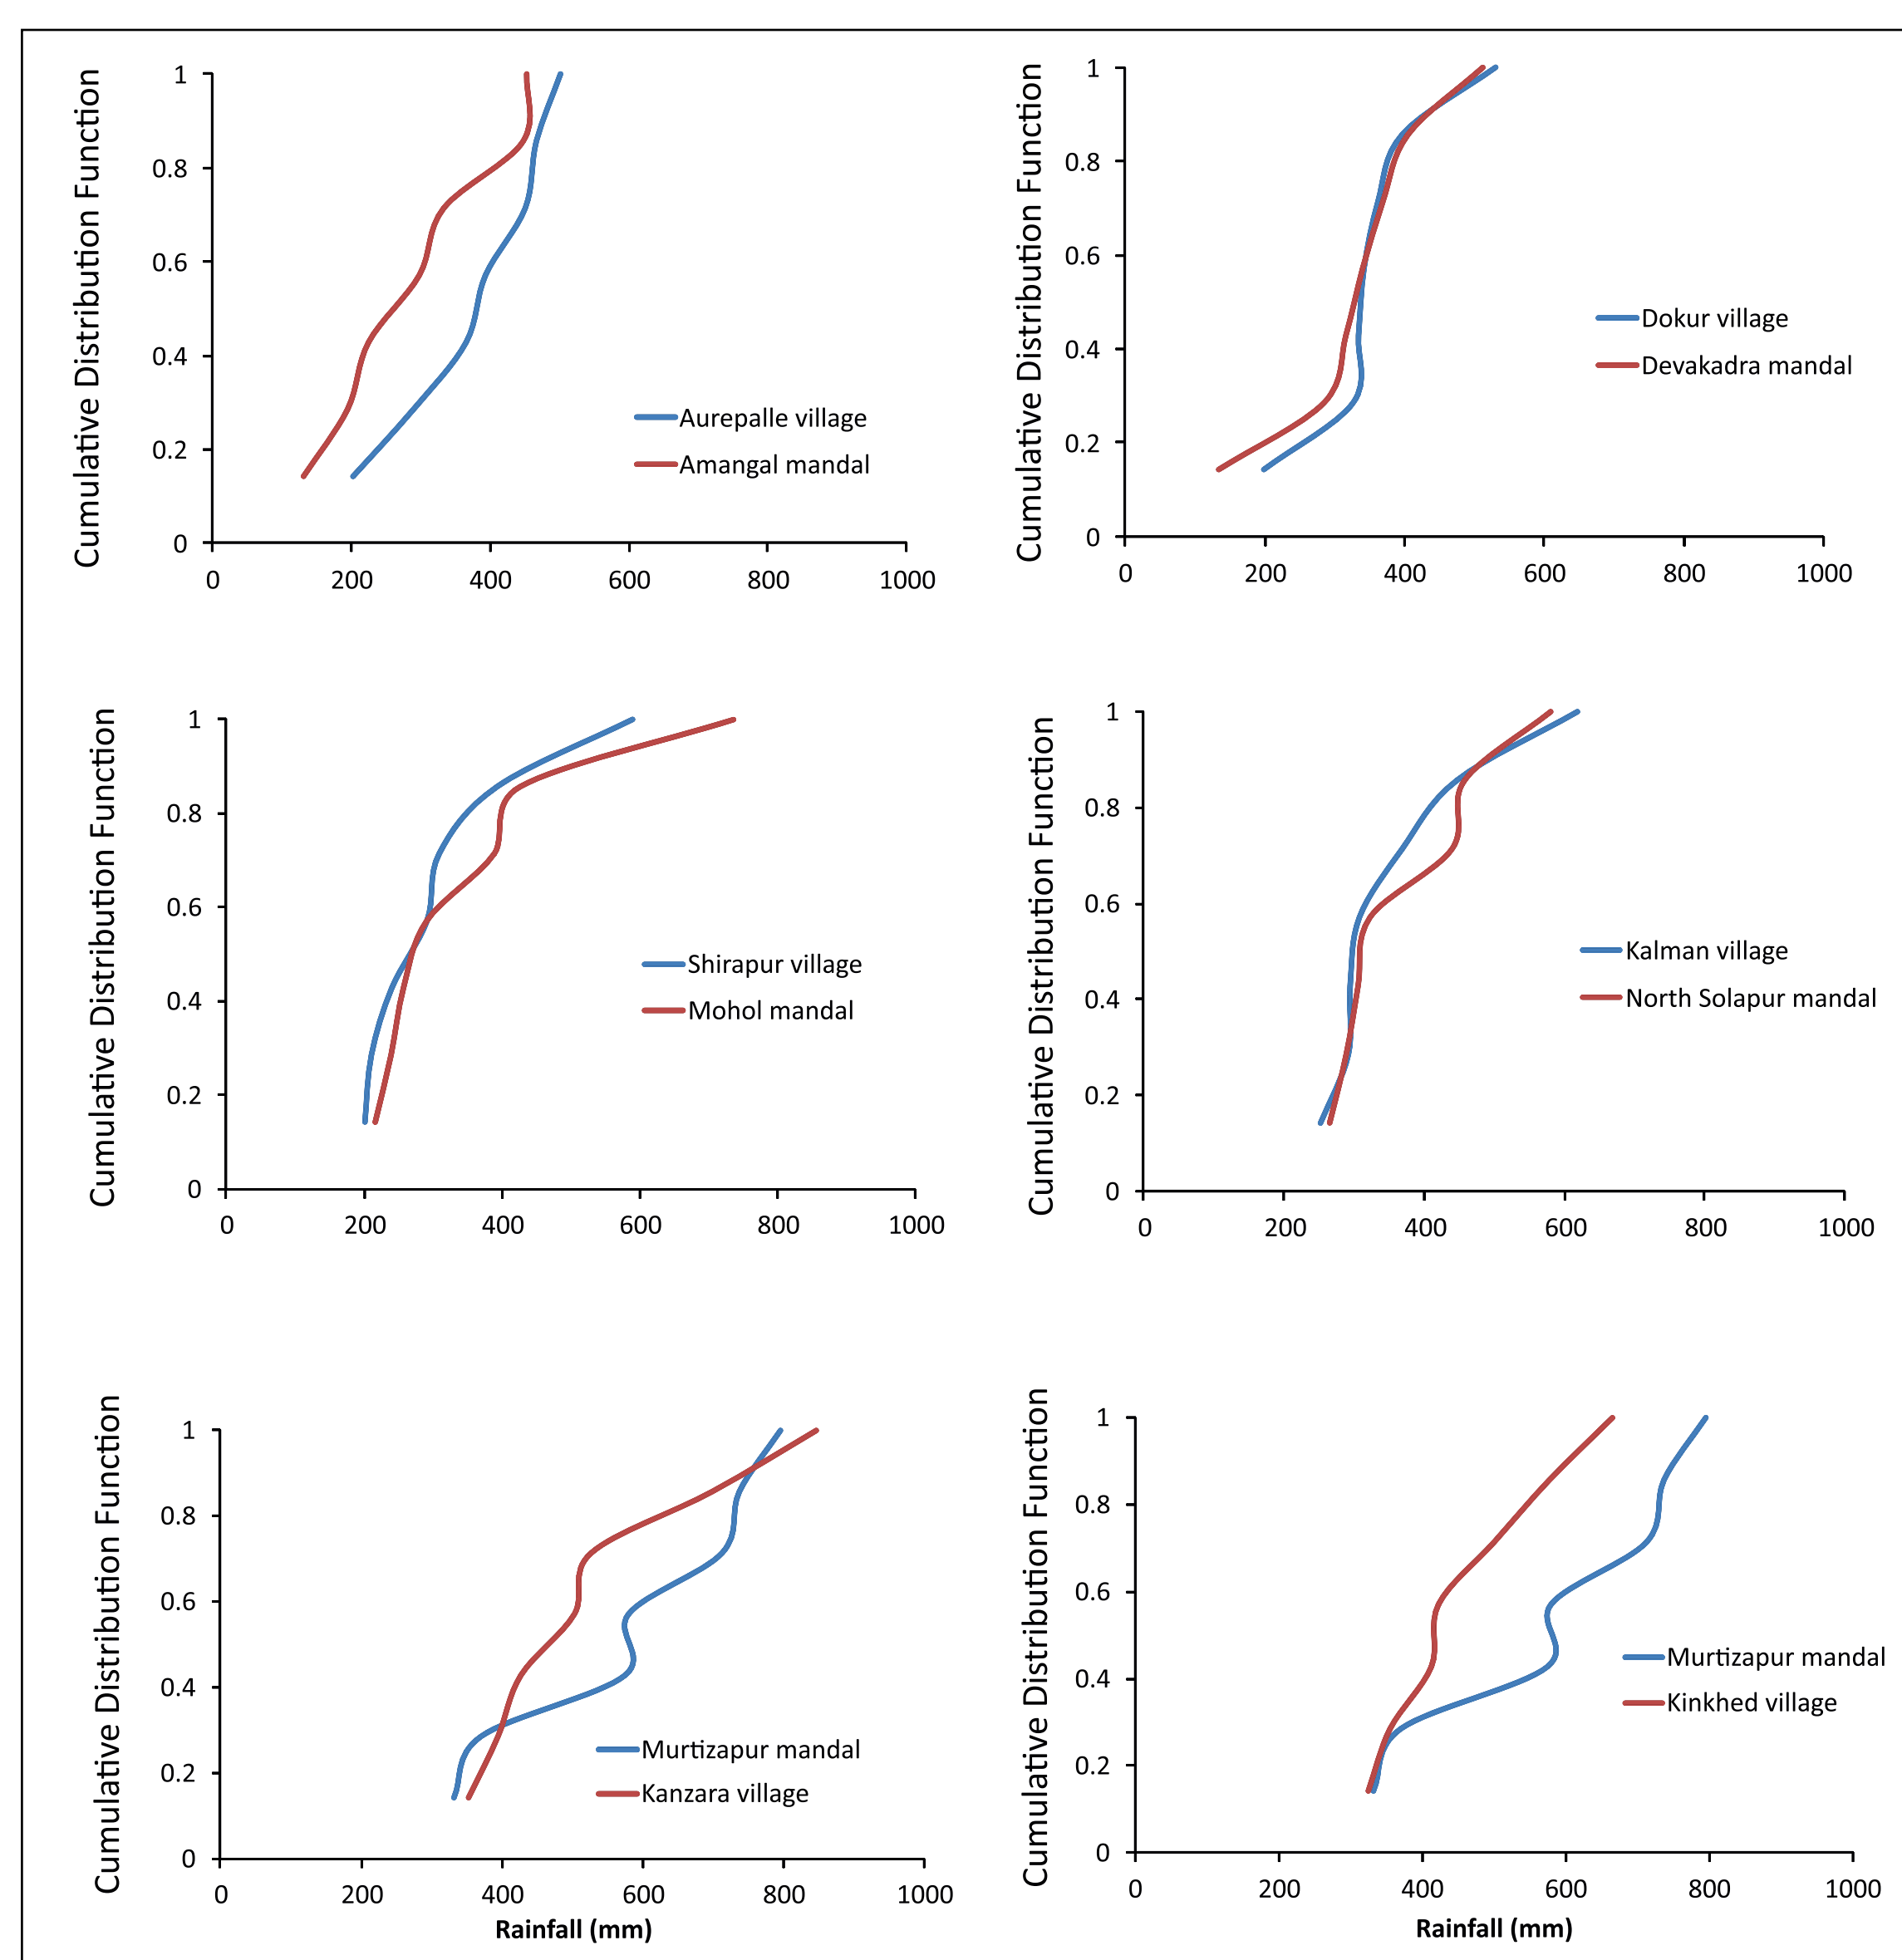 Cumulative Distribution Function
1
0.8
0.6
0.4
0.2
0
0 200 400 600 800 1000
Aurepalle village
Amangal mandal
Cumulative Distribution Function
1
0.8
0.6
0.4
0.2
0
0 200 400 600 800 1000
Dokur village
Devakadra mandal
Cumulative Distribution Function
1
0.8
0.6
0.4
0.2
0
0 200 400 600 800 1000
Shirapur village
Mohol mandal
Cumulative Distribution Function
1
0.8
0.6
0.4
0.2
0
0 200 400 600 800 1000
Kalman village
North Solapur mandal
Cumulative Distribution Function
1
0.8
0.6
0.4
0.2
0
0 200 400 600 800 1000
Murtizapur mandal
Kanzara village
Rainfall (mm)
Cumulative Distribution Function
1
0.8
0.6
0.4
0.2
0
0 200 400 600 800 1000
Murtizapur mandal
Kinkhed village
Rainfall (mm)